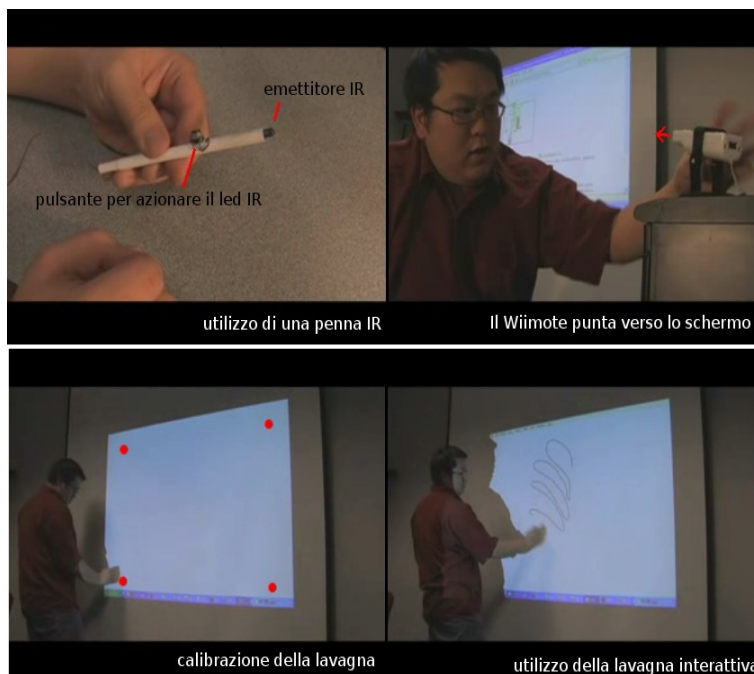 emettitore IR
pulsante per azionare il led IR
utilizzo di una penna IR
Il Wiimote punta verso lo schermo
calibrazione della lavagna
utilizzo della lavagna interattiva